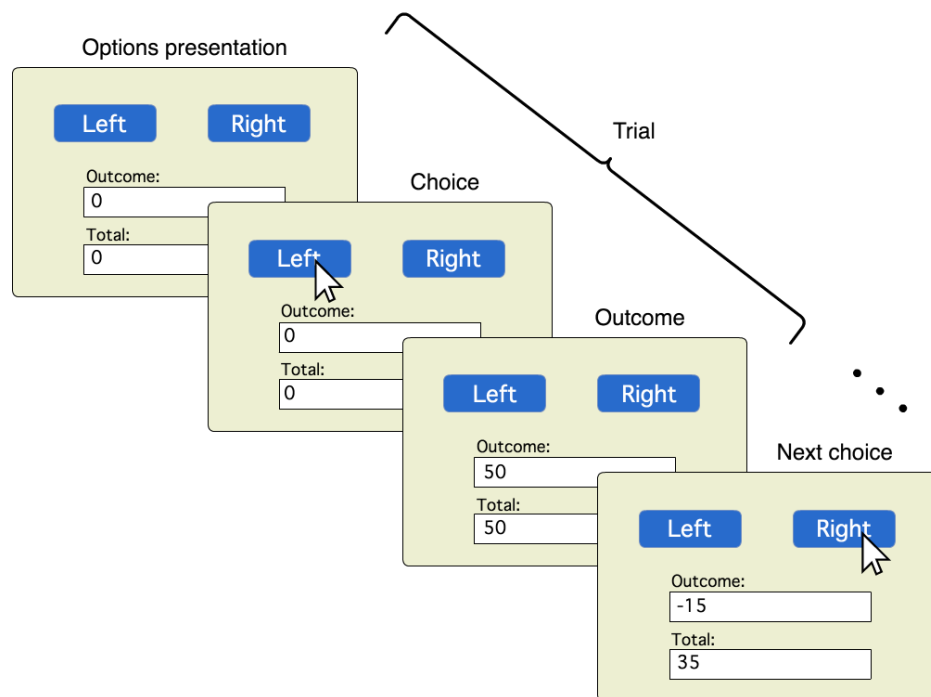 Options presentation
Left Right
Outcome:
0
Total:
0
Trial
Choice
Left Right
Outcome:
0
Total:
0
Outcome
Left Right
Outcome:
50
Total:
50
Next choice
Left Right
Outcome:
-15
Total:
35